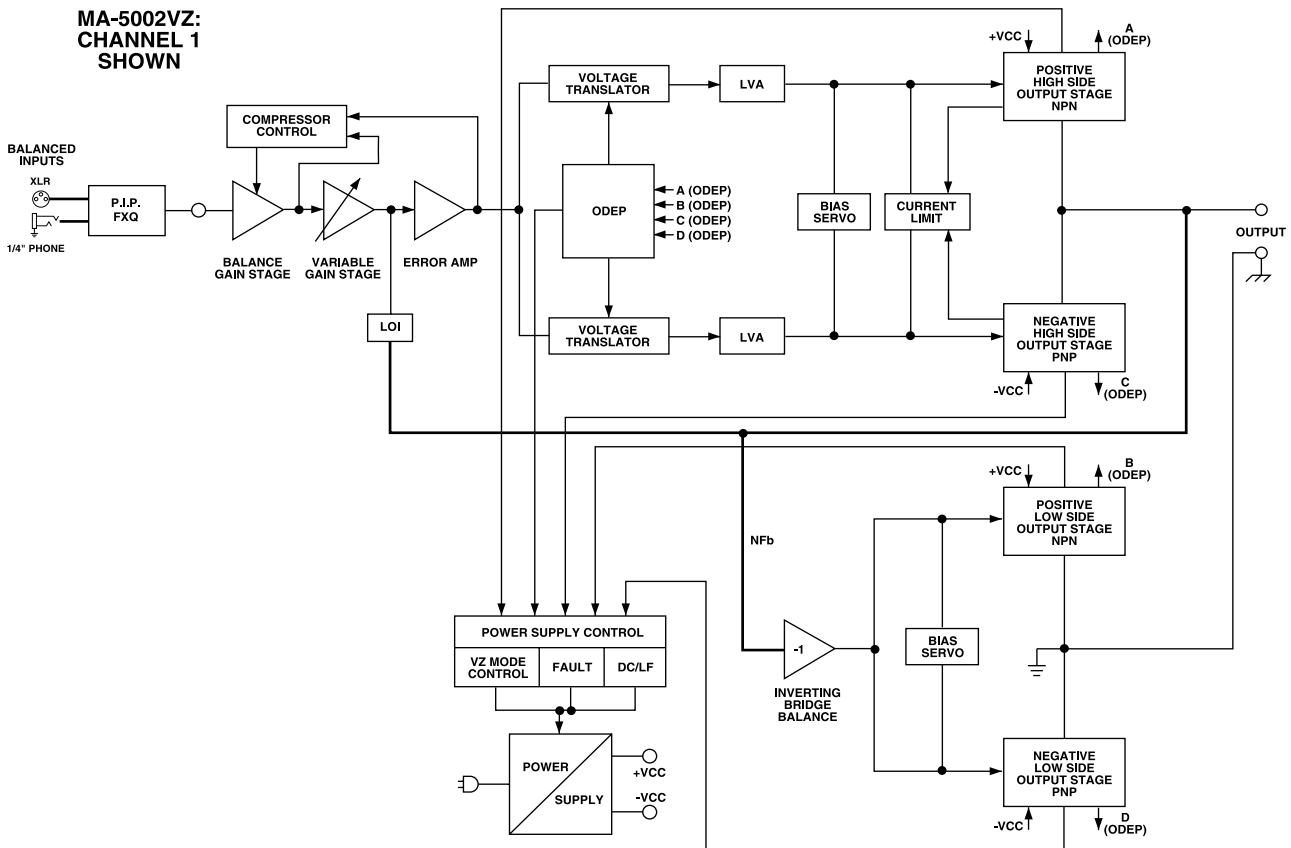 MA-5002VZ:
CHANNEL 1
SHOWN
BALANCED
INPUTS
XLR
1/4" PHONE
P.I.P.
FXQ
COMPRESSOR
CONTROL
BALANCE
GAIN STAGE
VARIABLE
GAIN STAGE
ERROR AMP
LOI
VOLTAGE
TRANSLATOR
LVA
ODEP
A (ODEP)
B (ODEP)
C (ODEP)
D (ODEP)
VOLTAGE
TRANSLATOR
LVA
BIAS
SERVO
CURRENT
LIMIT
+VCC
A
(ODEP)
POSITIVE
HIGH SIDE
OUTPUT STAGE
NPN
OUTPUT
NEGATIVE
HIGH SIDE
OUTPUT STAGE
PNP
-VCC
C
(ODEP)
+VCC
B
(ODEP)
POSITIVE
LOW SIDE
OUTPUT STAGE
NPN
NFb
-1
INVERTING
BRIDGE
BALANCE
BIAS
SERVO
NEGATIVE
LOW SIDE
OUTPUT STAGE
PNP
-VCC
D
(ODEP)
POWER SUPPLY CONTROL
VZ MODE
CONTROL
FAULT
DC/LF
POWER
SUPPLY
+VCC
-VCC